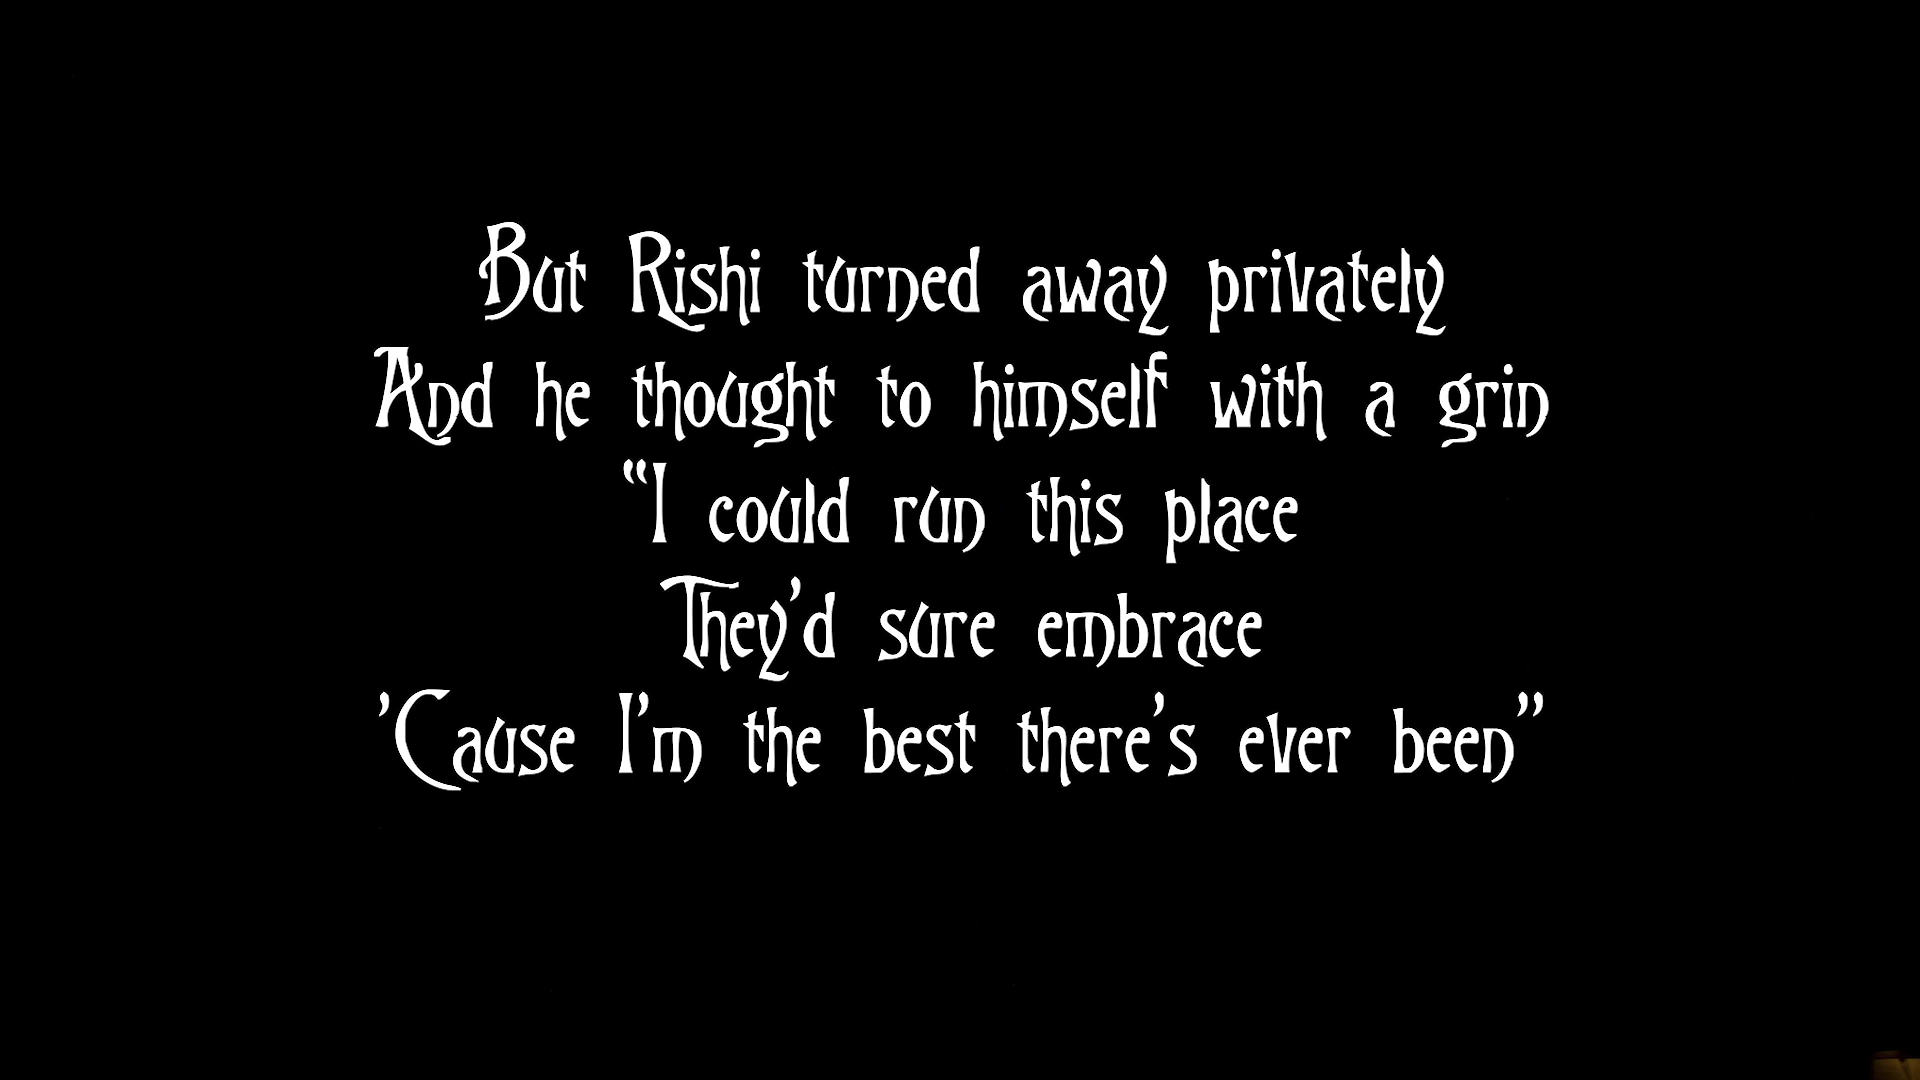 But Rishi turned away privately
And he thought to himself with a grin
“I could run this place
They’d sure embrace
’Cause I’m the best there’s ever been”